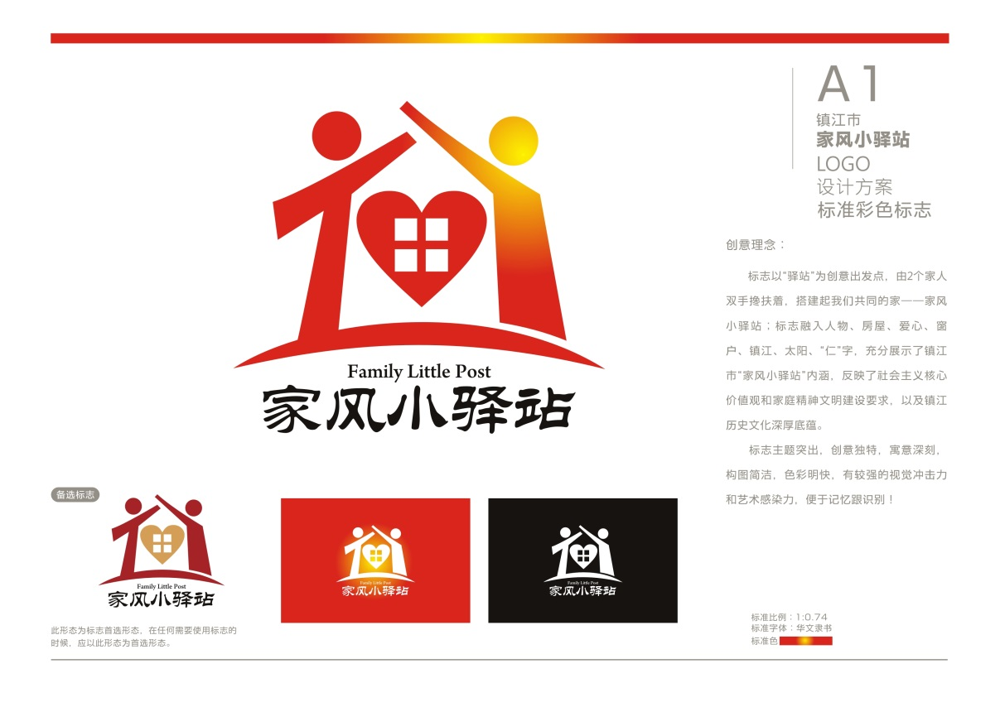 A1
镇江市
家风小驿站
LOGO
设计方案
标准彩色标志
创意理念：
标志以“驿站”为创意出发点，由2个家人
双手搀扶着，搭建起我们共同的家——家风
小驿站；标志融入人物、房屋、爱心、窗
户、镇江、太阳、“仁”字，充分展示了镇江
市“家风小驿站”内涵，反映了社会主义核心
价值观和家庭精神文明建设要求，以及镇江
历史文化深厚底蕴。
标志主题突出，创意独特，寓意深刻，
构图简洁，色彩明快，有较强的视觉冲击力
和艺术感染力，便于记忆跟识别！
Family Little Post
家风小驿站
备选标志
Family Little Post
家风小驿站
此形态为标志首选形态，在任何需要使用标志的
时候，应以此形态为首选形态。
Family Little Post
家风小驿站
Family Little Post
家风小驿站
标准比例：1:0.74
标准字体：华文隶书
标准色